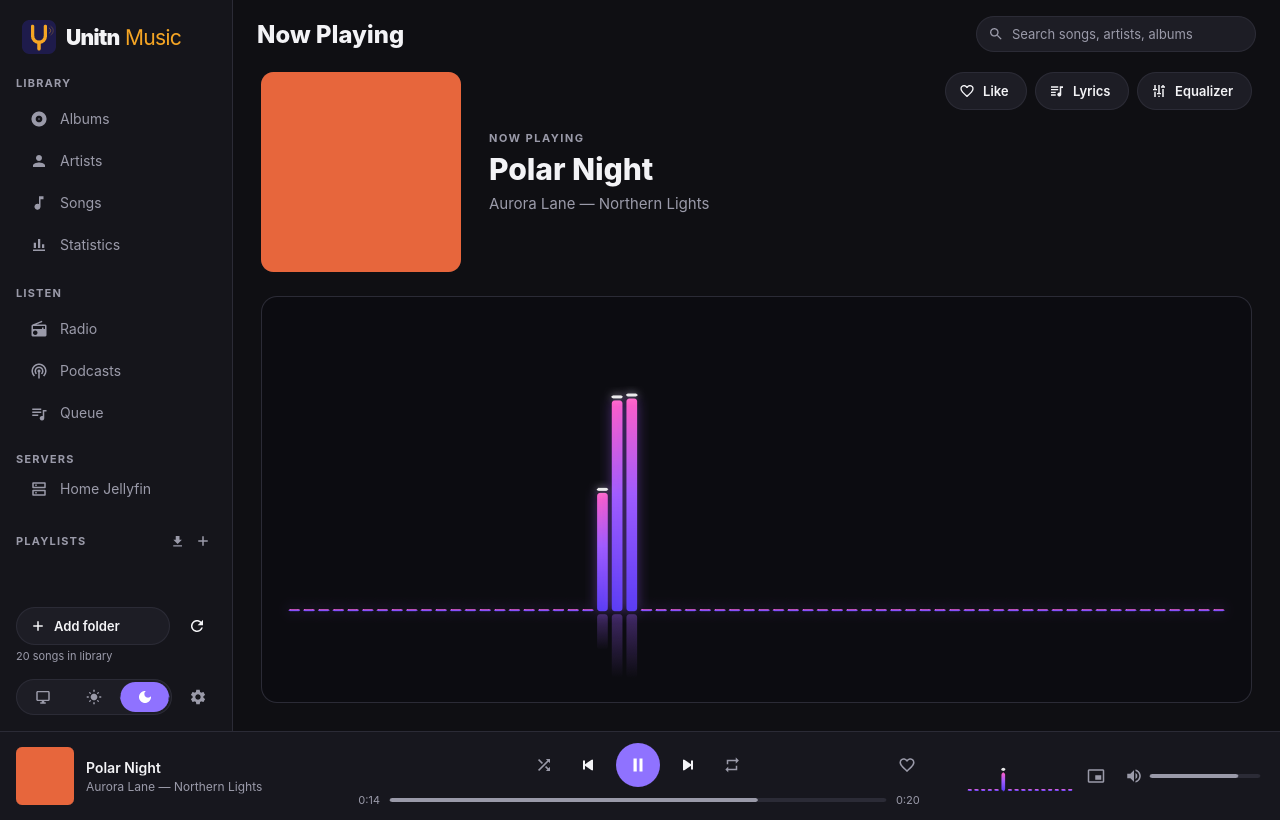 Unitn Music
Now Playing
Search songs, artists, albums
LIBRARY
Albums
Artists
Songs
Statistics
LISTEN
Radio
Podcasts
Queue
SERVERS
Home Jellyfin
PLAYLISTS
Add folder
20 songs in library
Like
Lyrics
Equalizer
NOW PLAYING
Polar Night
Aurora Lane — Northern Lights
Polar Night
Aurora Lane — Northern Lights
0:14
0:20